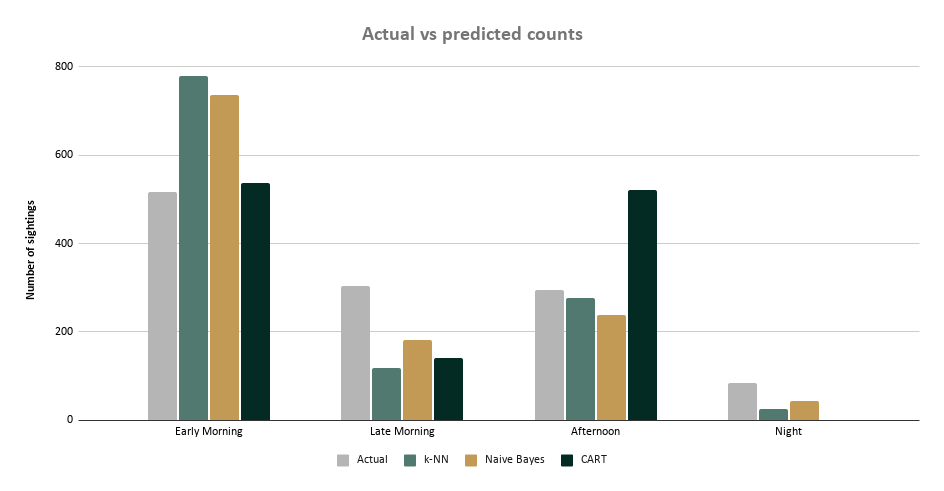 Actual vs predicted counts
Number of sightings
800
600
400
200
0
Early Morning
Late Morning
Afternoon
Night
Actual
k-NN
Naive Bayes
CART